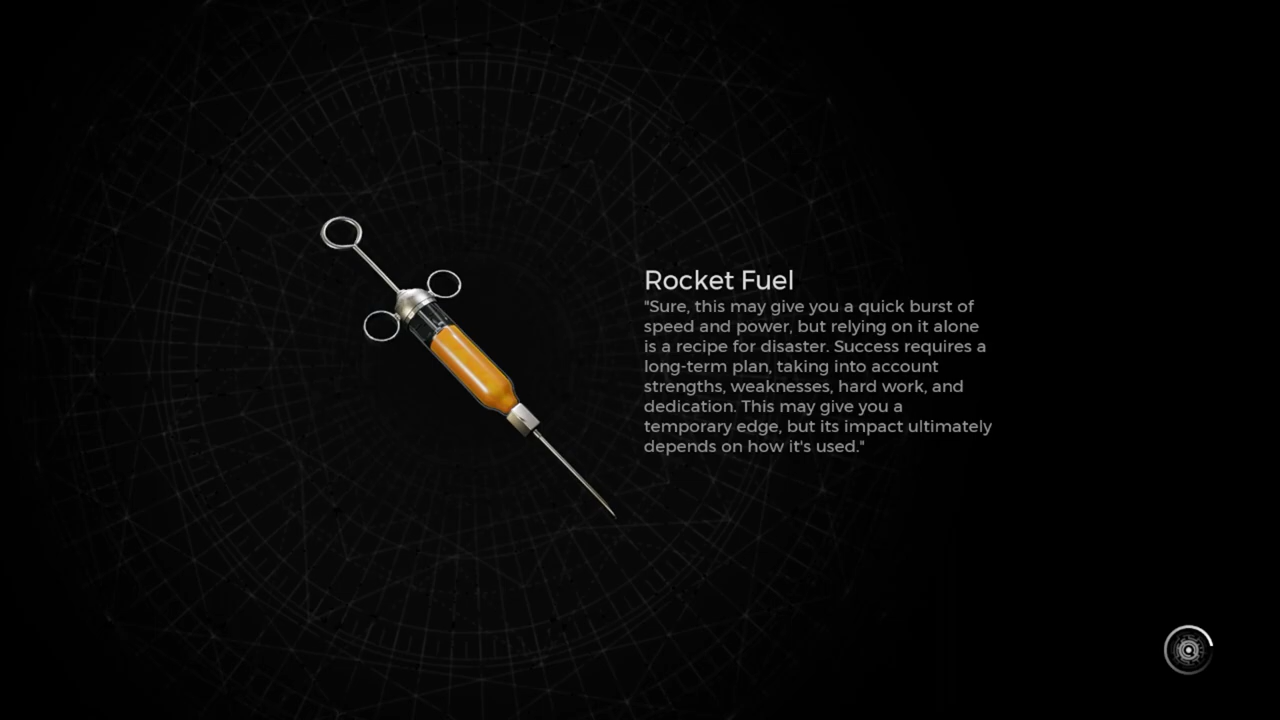 Rocket Fuel
"Sure, this may give you a quick burst of
speed and power, but relying on it alone
is a recipe for disaster. Success requires a
long-term plan, taking into account
strengths, weaknesses, hard work, and
dedication. This may give you a
temporary edge, but its impact ultimately
depends on how it's used."